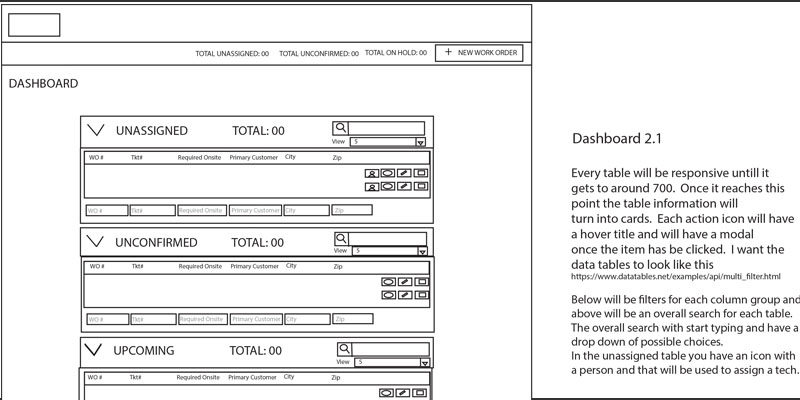 TOTAL UNASSIGNED: 00 TOTAL UNCONFIRMED: 00 TOTAL ON HOLD: 00 + NEW WORK ORDER
DASHBOARD
UNASSIGNED TOTAL: 00
View 5
WO # Tkt# Required Onsite Primary Customer City Zip
WO # Tkt# Required Onsite Primary Customer City Zip
UNCONFIRMED TOTAL: 00
View 5
WO # Tkt# Required Onsite Primary Customer City Zip
WO # Tkt# Required Onsite Primary Customer City Zip
UPCOMING TOTAL: 00
View 5
WO # Tkt# Required Onsite Primary Customer City Zip
Dashboard 2.1
Every table will be responsive untill it
gets to around 700. Once it reaches this
point the table information will
turn into cards. Each action icon will have
a hover title and will have a modal
once the item has be clicked. I want the
data tables to look like this
https://www.datatables.net/examples/api/multi_filter.html
Below will be filters for each column group and
above will be an overall search for each table.
The overall search with start typing and have a
drop down of possible choices.
In the unassigned table you have an icon with
a person and that will be used to assign a tech.